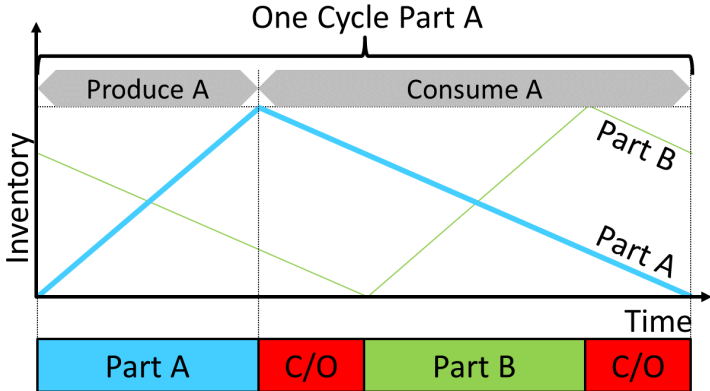 One Cycle Part A
Produce A
Consume A
Inventory
Part B
Part A
Time
Part A
C/O
Part B
C/O